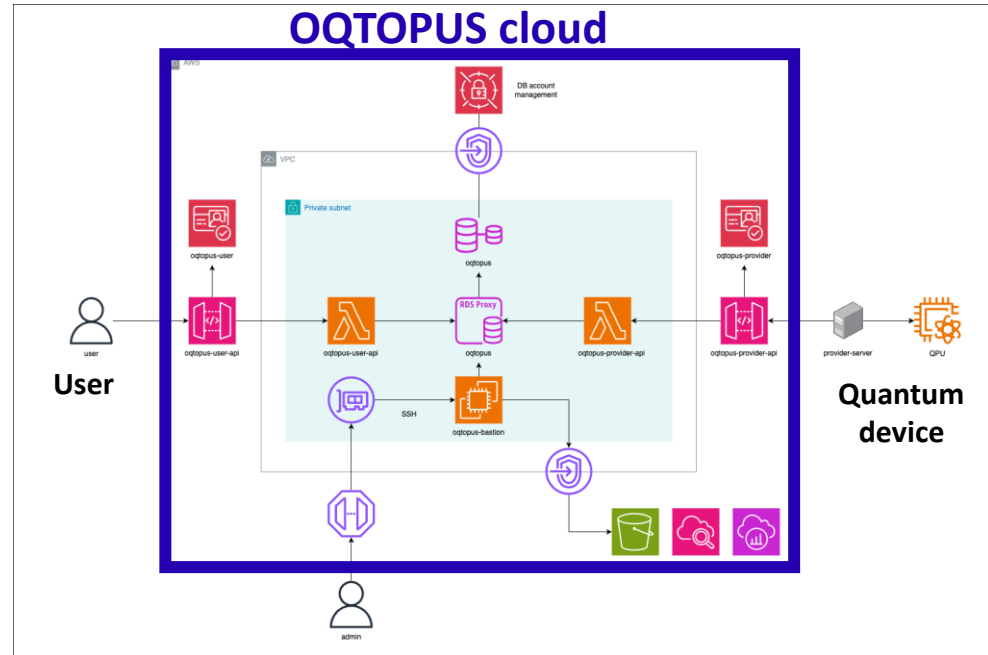 OQTOPUS cloud
AWS
DB account
management
VPC
Private subnet
oqtopus-user
oqtopus
oqtopus-provider
RDS Proxy
user
oqtopus-user-api
oqtopus-user-api
oqtopus
oqtopus-provider-api
oqtopus-provider-api
provider-server
QPU
User
Quantum
device
SSH
oqtopus-bastion
admin